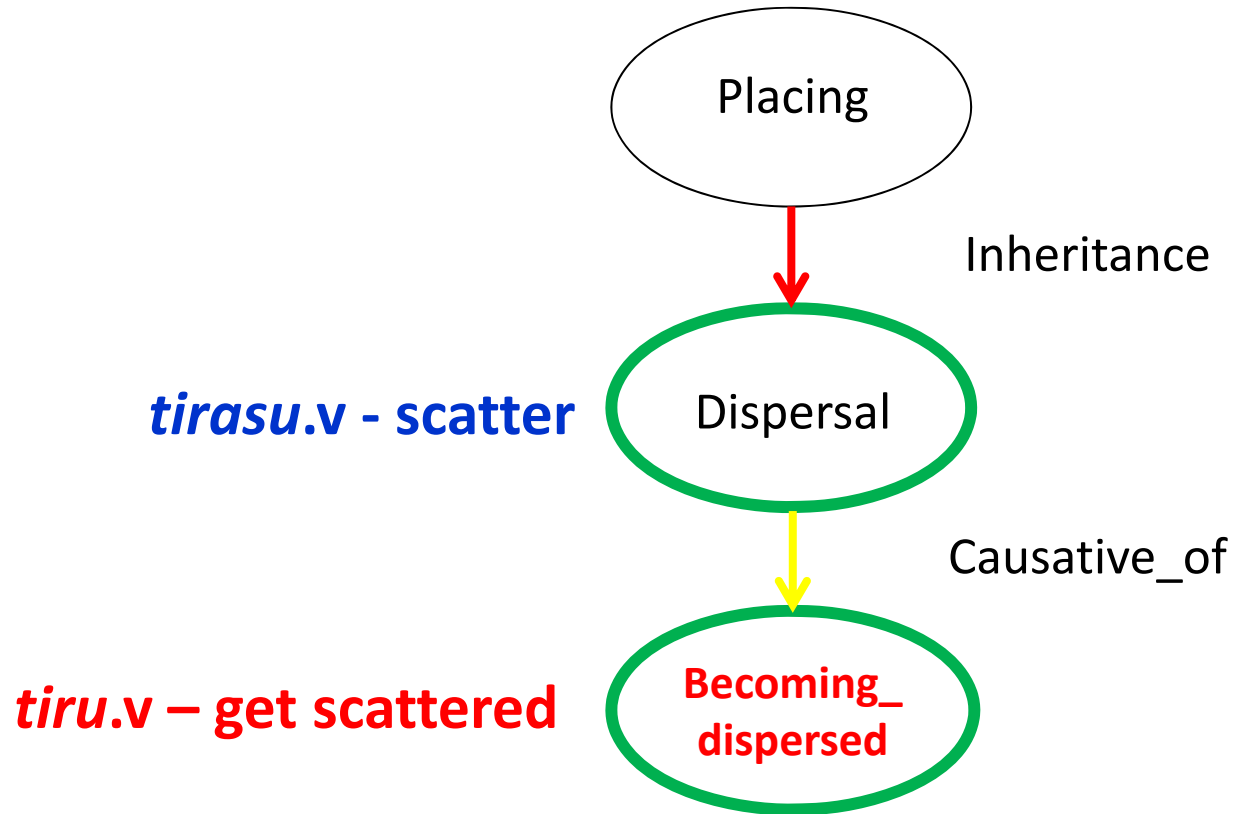 Placing
Inheritance
tirasu.v - scatter
Dispersal
Causative_of
tiru.v – get scattered
Becoming_
dispersed